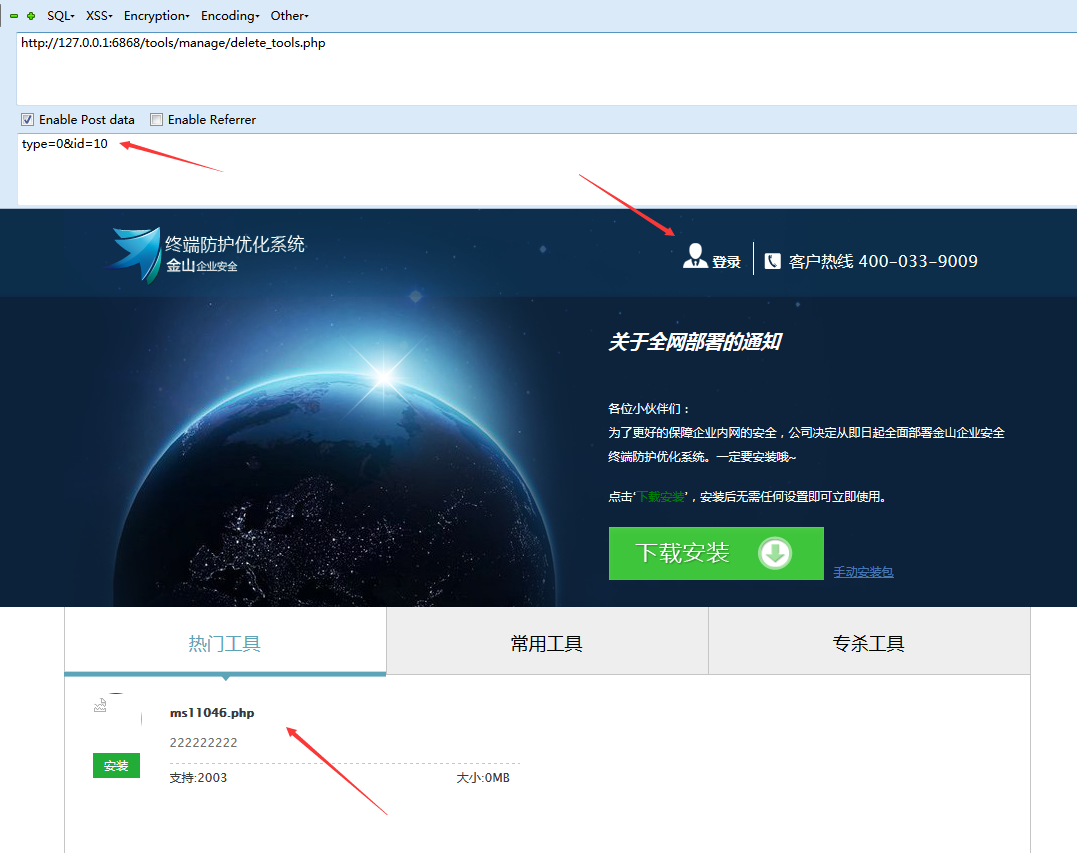 SQL▾ XSS▾ Encryption▾ Encoding▾ Other▾
http://127.0.0.1:6868/tools/manage/delete_tools.php
Enable Post data Enable Referrer
type=0&id=10
终端防护优化系统
金山企业安全
登录 客户热线 400-033-9009
关于全网部署的通知
各位小伙伴们：
为了更好的保障企业内网的安全，公司决定从即日起全面部署金山企业安全
终端防护优化系统。一定要安装哦~
点击‘下载安装’，安装后无需任何设置即可立即使用。
下载安装
手动安装包
热门工具 常用工具 专杀工具
ms11046.php
222222222
安装
支持:2003 大小:0MB